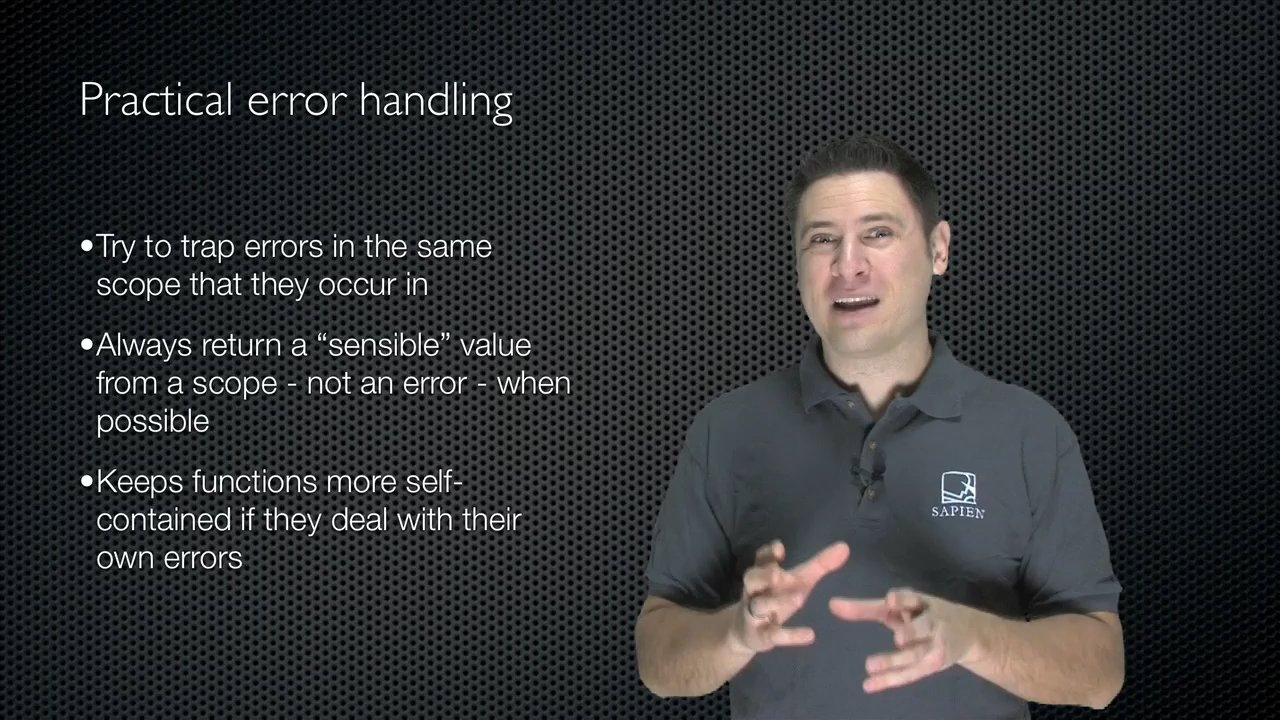 Practical error handling
•Try to trap errors in the same
scope that they occur in
•Always return a “sensible” value
from a scope - not an error - when
possible
•Keeps functions more self-
contained if they deal with their
own errors
SAPIEN